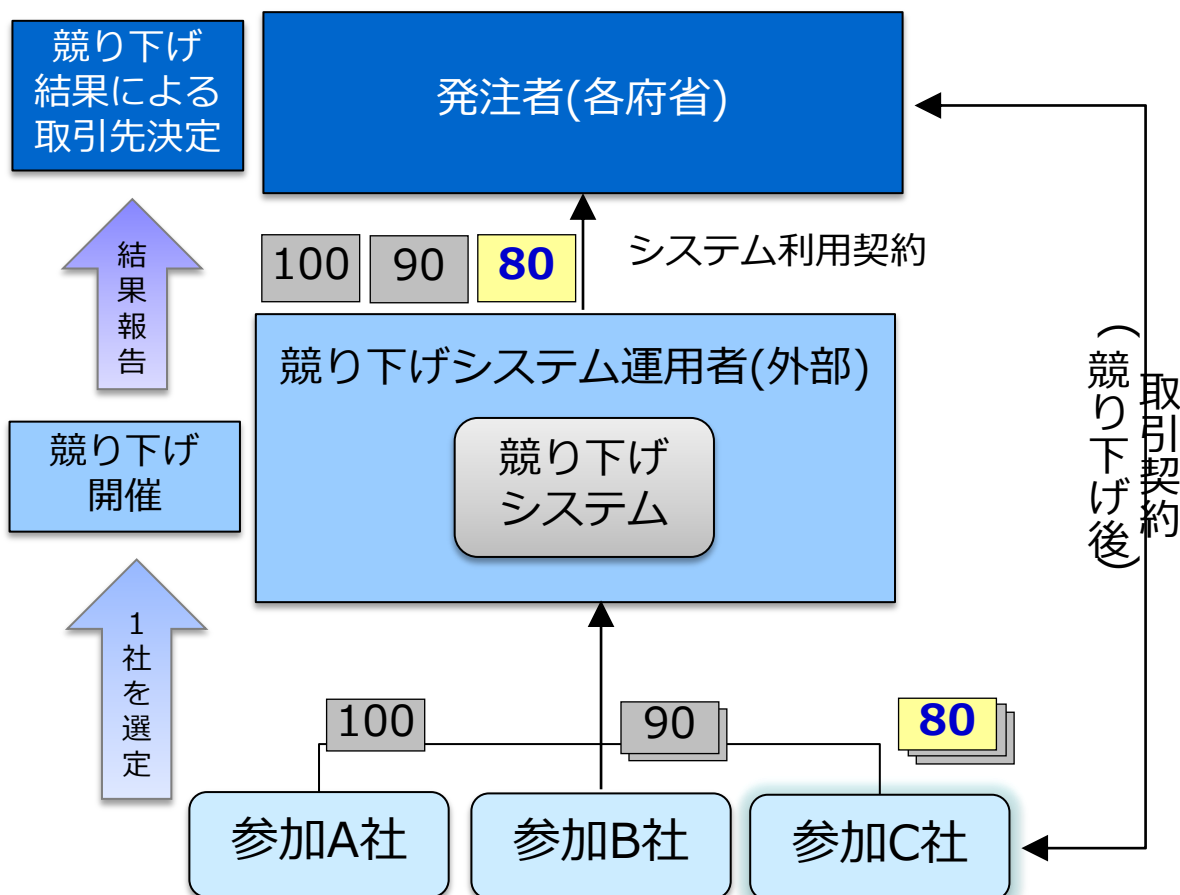 競り下げ
結果による
取引先決定
発注者(各府省)
結果報告
100
90
80
システム利用契約
競り下げシステム運用者(外部)
競り下げ
システム
競り下げ
開催
取引契約
(競り下げ後)
1社を選定
100
90
80
参加A社
参加B社
参加C社